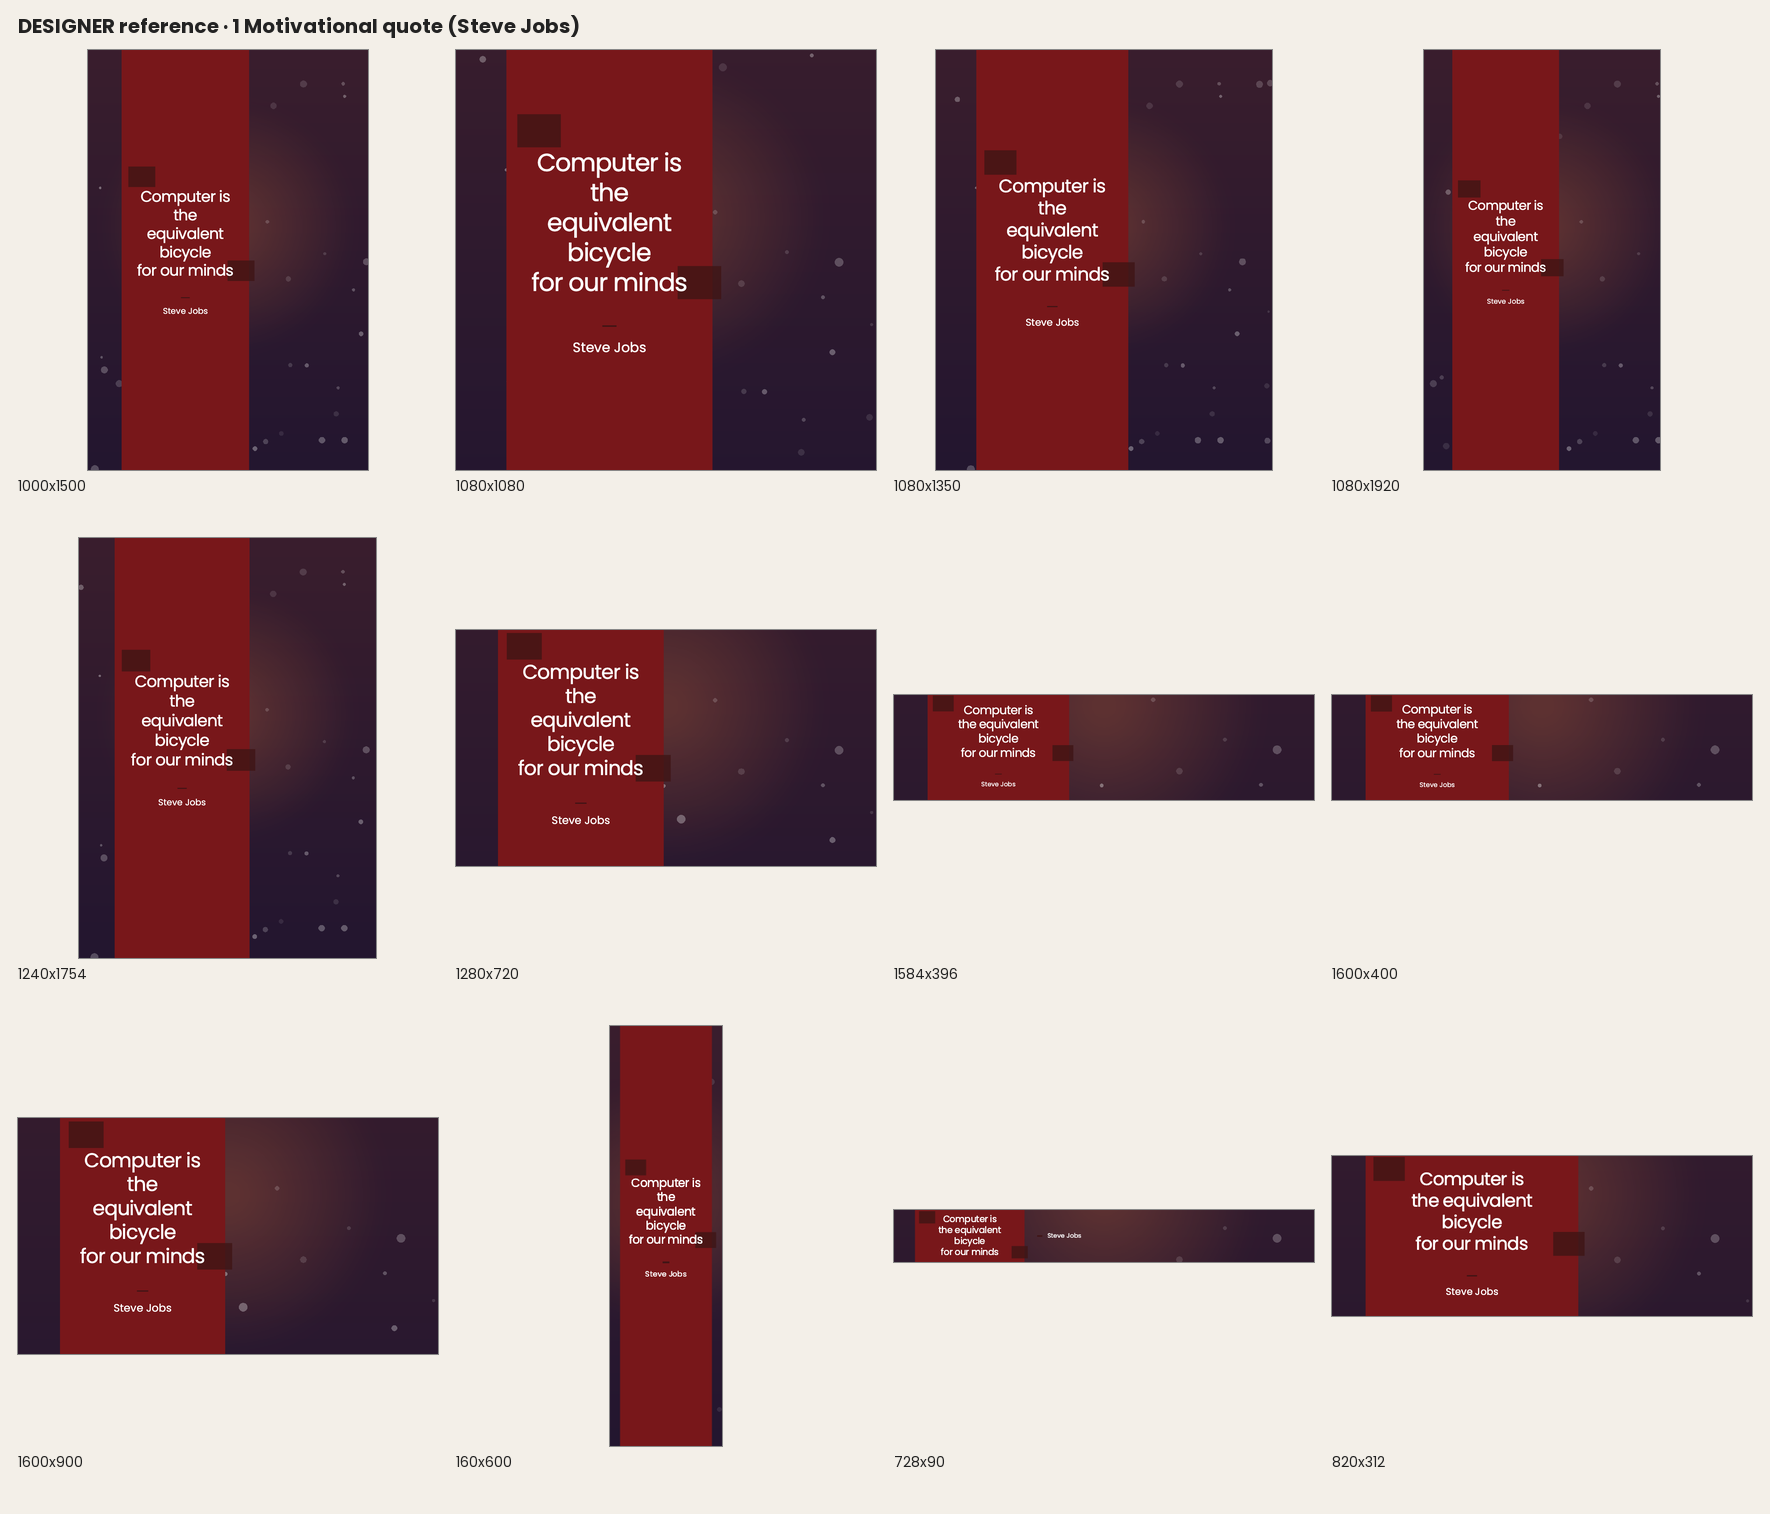 DESIGNER reference · 1 Motivational quote (Steve Jobs)
Computer is
the
equivalent
bicycle
for our minds
Steve Jobs
1000x1500
Computer is
the
equivalent
bicycle
for our minds
Steve Jobs
1080x1080
Computer is
the
equivalent
bicycle
for our minds
Steve Jobs
1080x1350
Computer is
the
equivalent
bicycle
for our minds
Steve Jobs
1080x1920
Computer is
the
equivalent
bicycle
for our minds
Steve Jobs
1240x1754
Computer is
the
equivalent
bicycle
for our minds
Steve Jobs
1280x720
Computer is
the equivalent
bicycle
for our minds
Steve Jobs
1584x396
Computer is
the equivalent
bicycle
for our minds
Steve Jobs
1600x400
Computer is
the
equivalent
bicycle
for our minds
Steve Jobs
1600x900
Computer is
the
equivalent
bicycle
for our minds
Steve Jobs
160x600
Computer is
the equivalent
bicycle
for our minds
Steve Jobs
728x90
Computer is
the equivalent
bicycle
for our minds
Steve Jobs
820x312